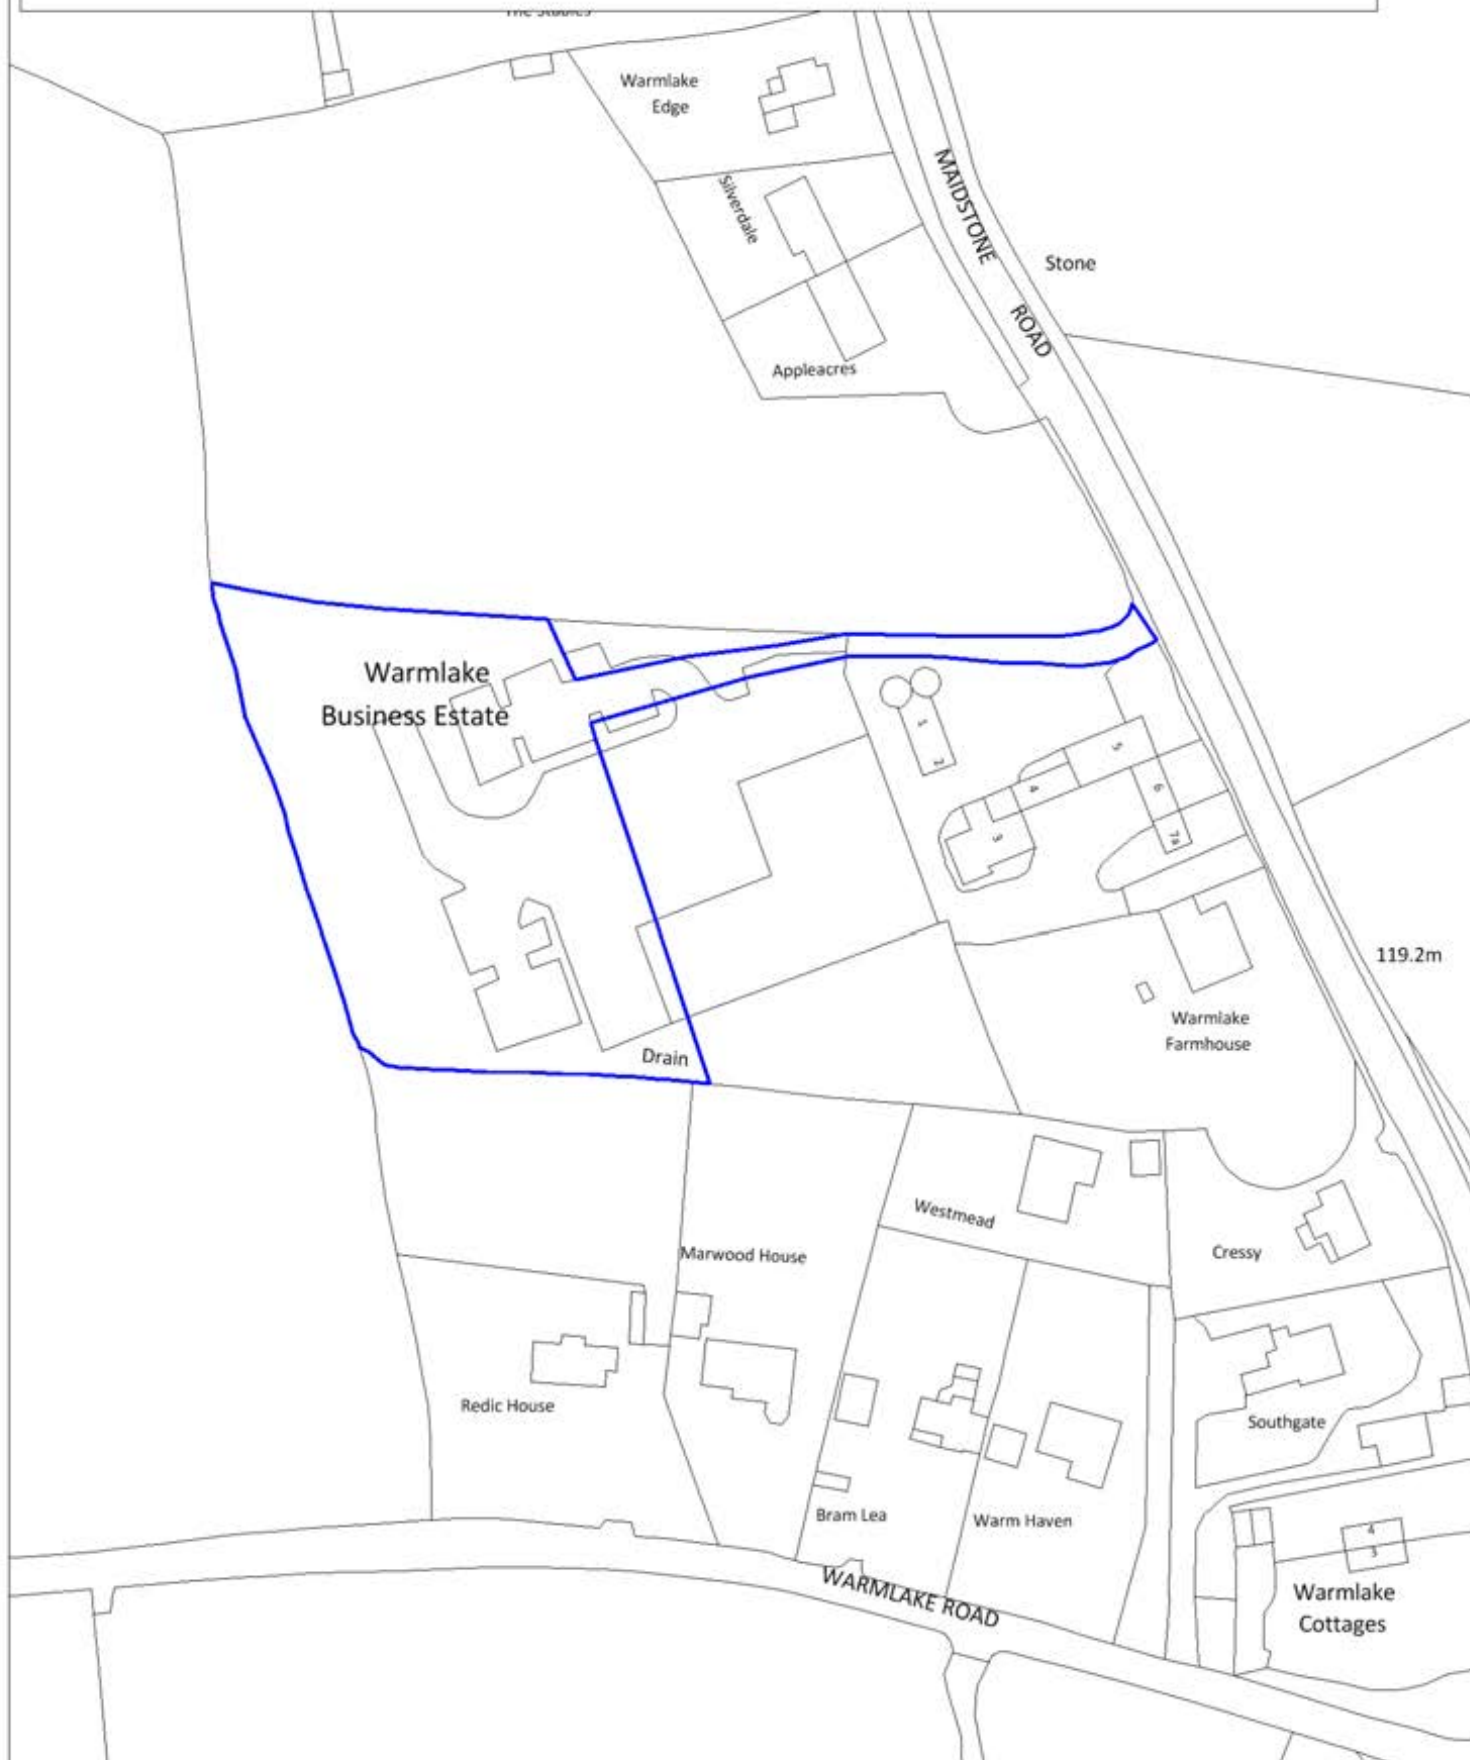 The Stables
Warmlake
Edge
Silverdale
MAIDSTONE
ROAD
Stone
Appleacres
Warmlake
Business Estate
1
2
5
4
6
3
7a
119.2m
Warmlake
Farmhouse
Drain
Westmead
Marwood House
Cressy
Redic House
Southgate
Bram Lea
Warm Haven
4
3
WARMLAKE ROAD
Warmlake
Cottages